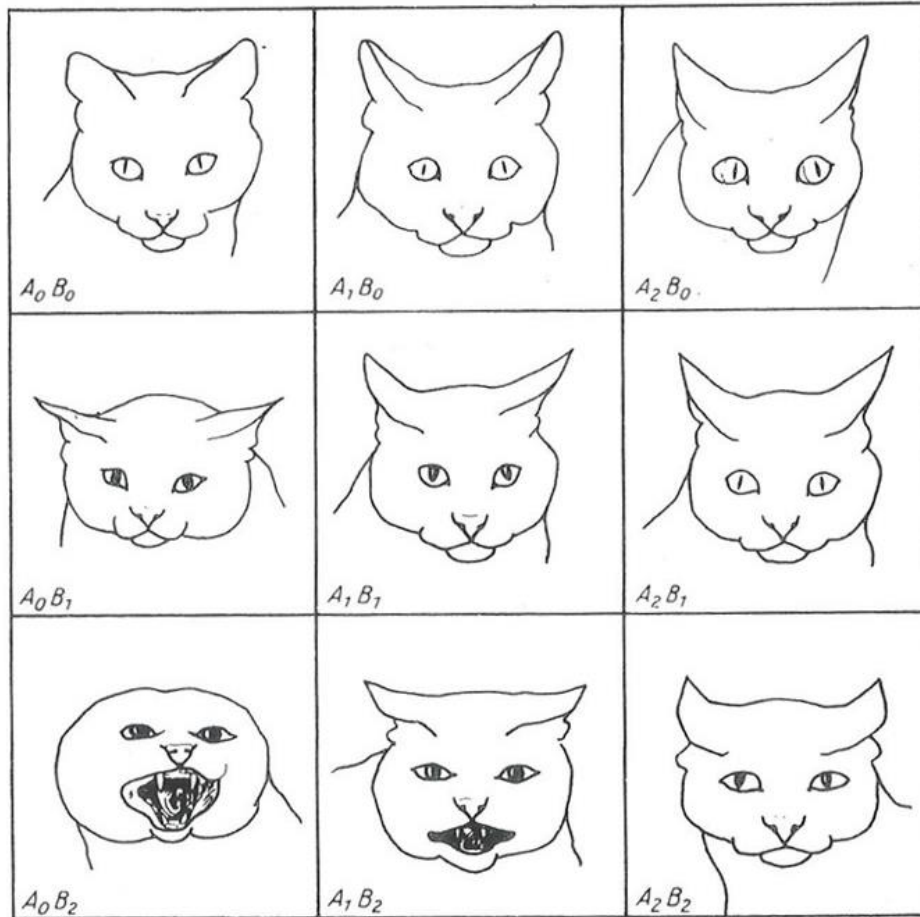 A₀ B₀
A₁ B₀
A₂ B₀
A₀ B₁
A₁ B₁
A₂ B₁
A₀ B₂
A₁ B₂
A₂ B₂